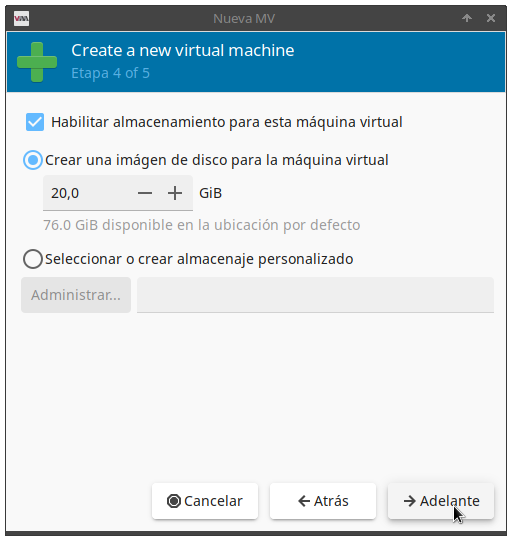 Nueva MV
Create a new virtual machine
Etapa 4 of 5
Habilitar almacenamiento para esta máquina virtual
Crear una imágen de disco para la máquina virtual
20,0 GiB
76.0 GiB disponible en la ubicación por defecto
Seleccionar o crear almacenaje personalizado
Administrar...
Cancelar Atrás Adelante